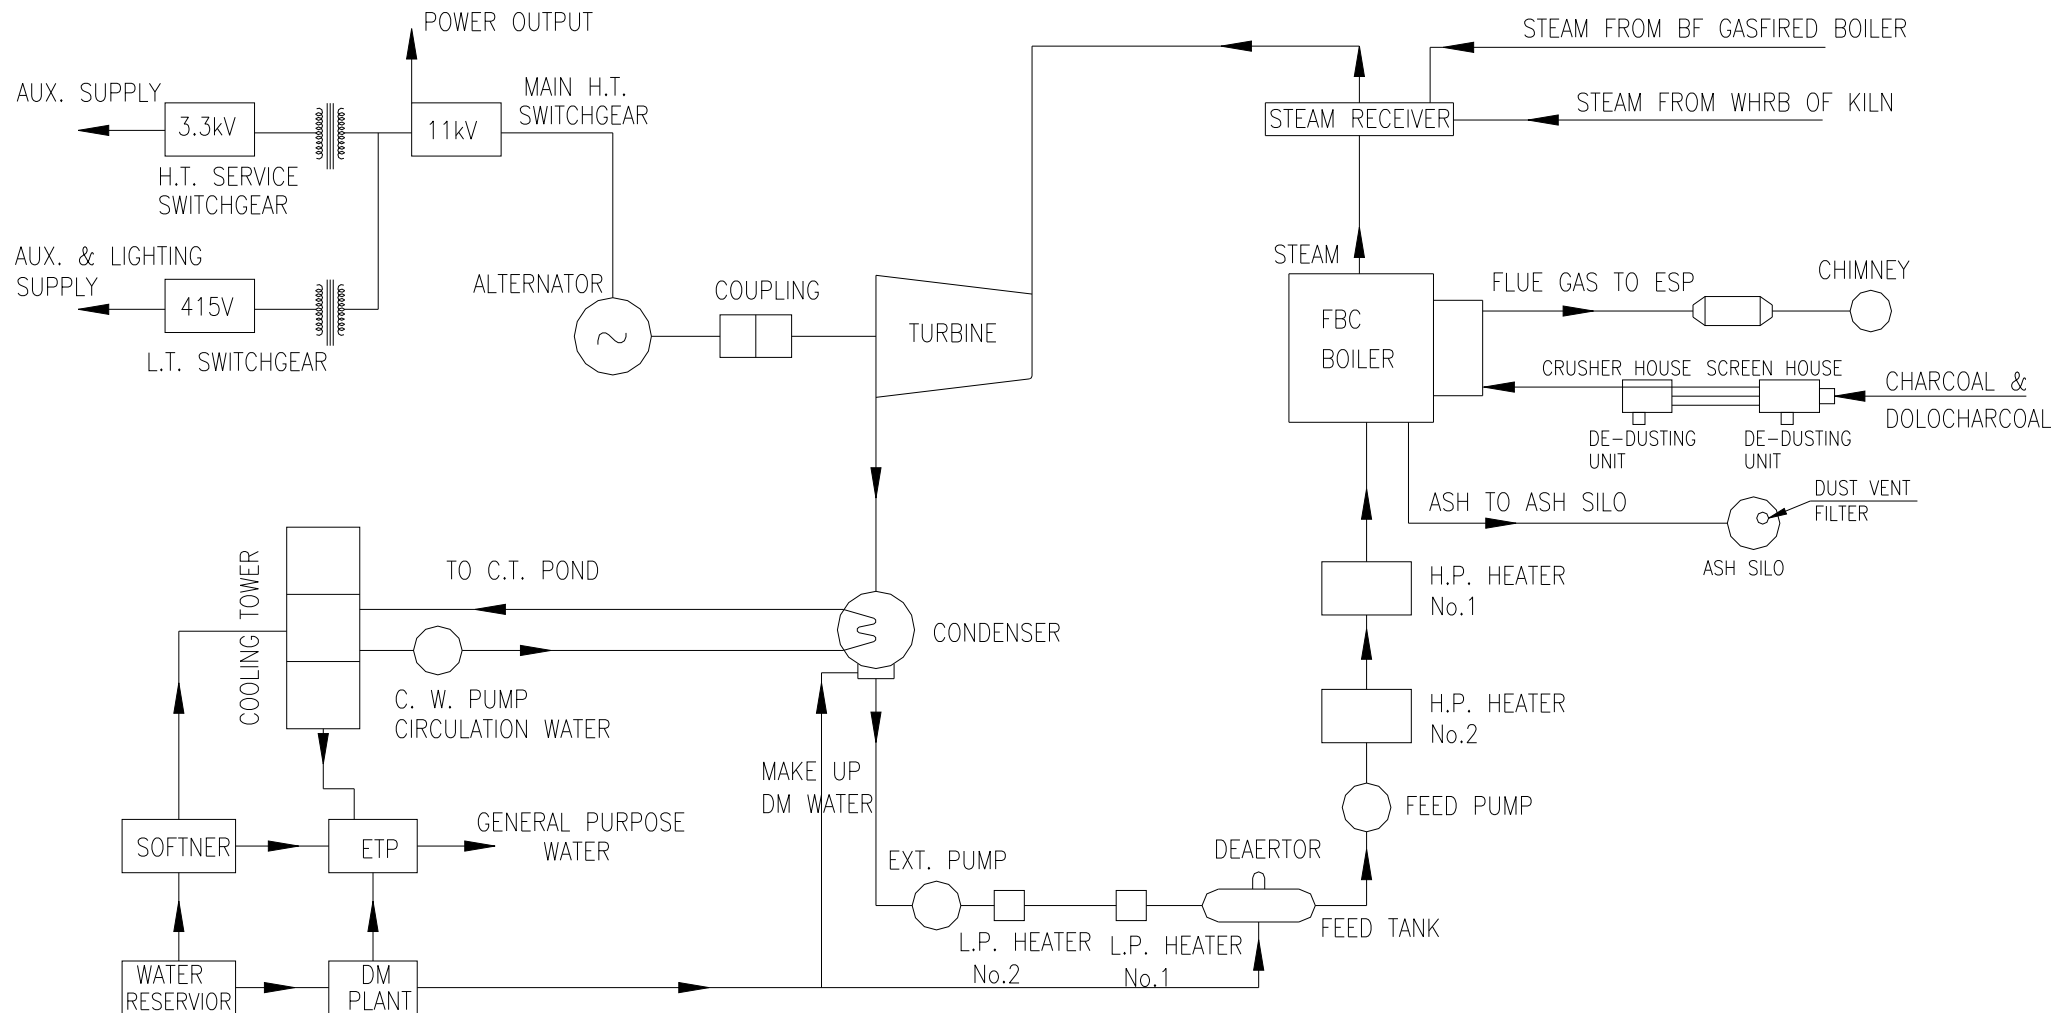 POWER OUTPUT
STEAM FROM BF GASFIRED BOILER
AUX. SUPPLY
3.3kV
11kV
MAIN H.T.
SWITCHGEAR
STEAM RECEIVER
STEAM FROM WHRB OF KILN
H.T. SERVICE
SWITCHGEAR
AUX. & LIGHTING
SUPPLY
415V
L.T. SWITCHGEAR
ALTERNATOR
COUPLING
TURBINE
STEAM
FBC
BOILER
FLUE GAS TO ESP
CHIMNEY
CRUSHER HOUSE
SCREEN HOUSE
CHARCOAL &
DOLOCHARCOAL
DE-DUSTING
UNIT
DE-DUSTING
UNIT
ASH TO ASH SILO
DUST VENT
FILTER
ASH SILO
COOLING TOWER
TO C.T. POND
CONDENSER
C. W. PUMP
CIRCULATION WATER
H.P. HEATER
No.1
H.P. HEATER
No.2
MAKE UP
DM WATER
FEED PUMP
SOFTNER
ETP
GENERAL PURPOSE
WATER
EXT. PUMP
DEAERTOR
FEED TANK
L.P. HEATER
No.2
L.P. HEATER
No.1
WATER
RESERVIOR
DM
PLANT